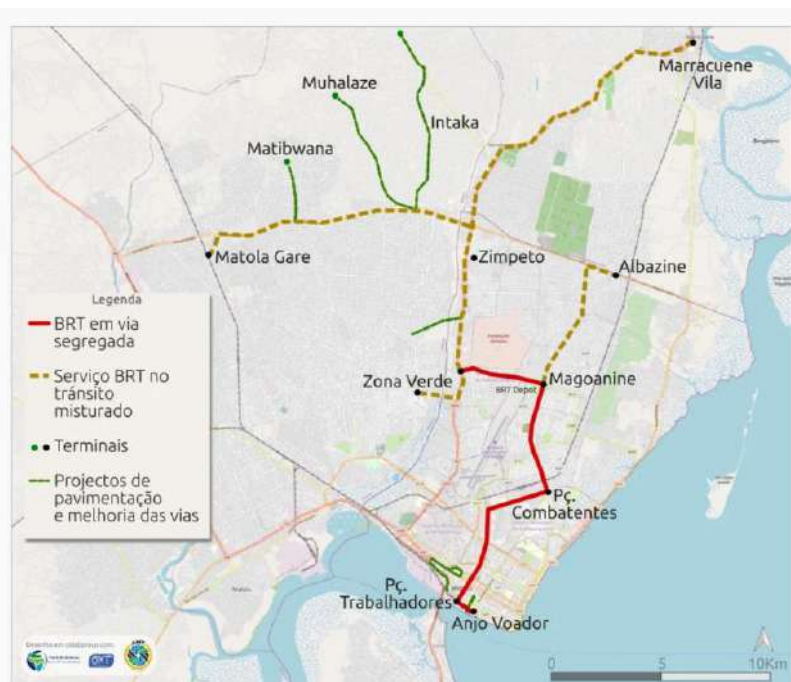 Marracuene
Vila
Muhalaze
Intaka
Matibwana
Matola Gare
Zimpeto
Albazine
Legenda
BRT em via
segregada
Serviço BRT no
trânsito
misturado
Terminais
Projectos de
pavimentação
e melhoria das vias
Zona Verde
BRT Depot
Magoanine
Pç.
Combatentes
Pç.
Trabalhadores
Anjo Voador
0 5 10Km